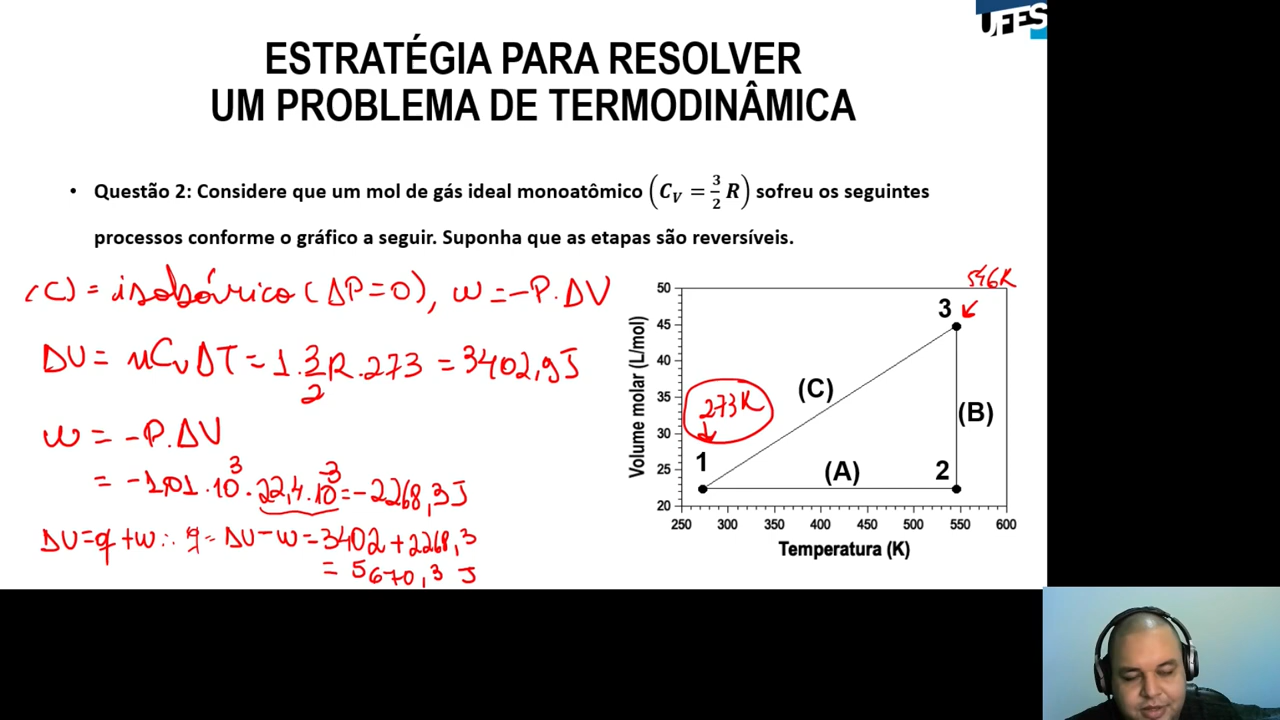 UFES
ESTRATÉGIA PARA RESOLVER
UM PROBLEMA DE TERMODINÂMICA
• Questão 2: Considere que um mol de gás ideal monoatômico (C_V = 3/2 R) sofreu os seguintes
processos conforme o gráfico a seguir. Suponha que as etapas são reversíveis.
(C) = isobárico (ΔP=0), w = -P.ΔV
ΔU = nCvΔT = 1.3/2R.273 = 3402,9J
w = -P.ΔV
= -1,01.10³.22,4.10⁻³ = -2268,3J
ΔU=q+w∴ q = ΔU-w = 3402+2268,3
= 5670,3 J
546K
273K
Volume molar (L/mol)
50
45
40
35
30
25
20
1
2
3
(A)
(B)
(C)
250 300 350 400 450 500 550 600
Temperatura (K)